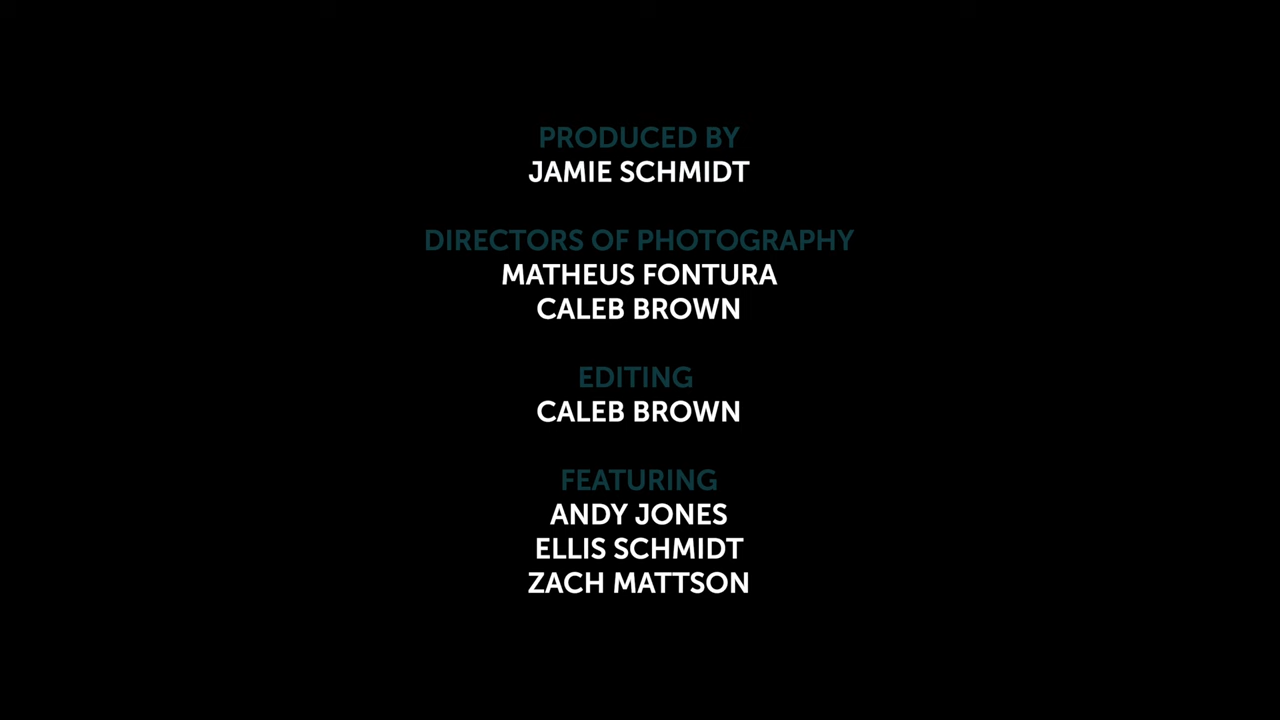 PRODUCED BY
JAMIE SCHMIDT
DIRECTORS OF PHOTOGRAPHY
MATHEUS FONTURA
CALEB BROWN
EDITING
CALEB BROWN
FEATURING
ANDY JONES
ELLIS SCHMIDT
ZACH MATTSON